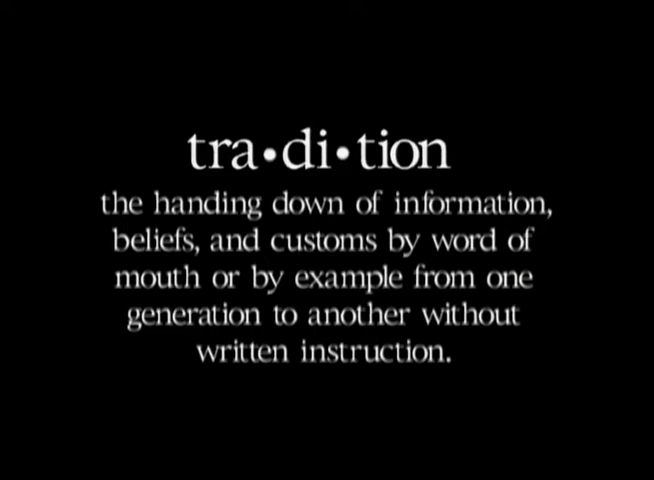 tra•di•tion
the handing down of information,
beliefs, and customs by word of
mouth or by example from one
generation to another without
written instruction.